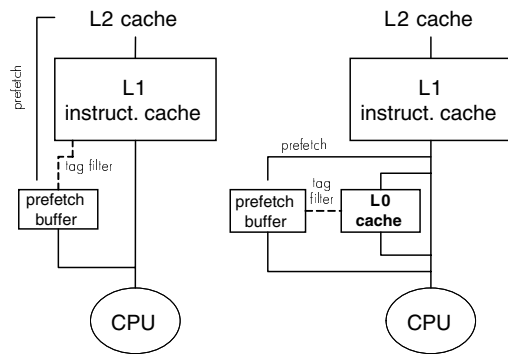 L2 cache
L1
instruct. cache
prefetch
tag filter
prefetch
buffer
CPU
L2 cache
L1
instruct. cache
prefetch
tag
filter
prefetch
buffer
L0
cache
CPU